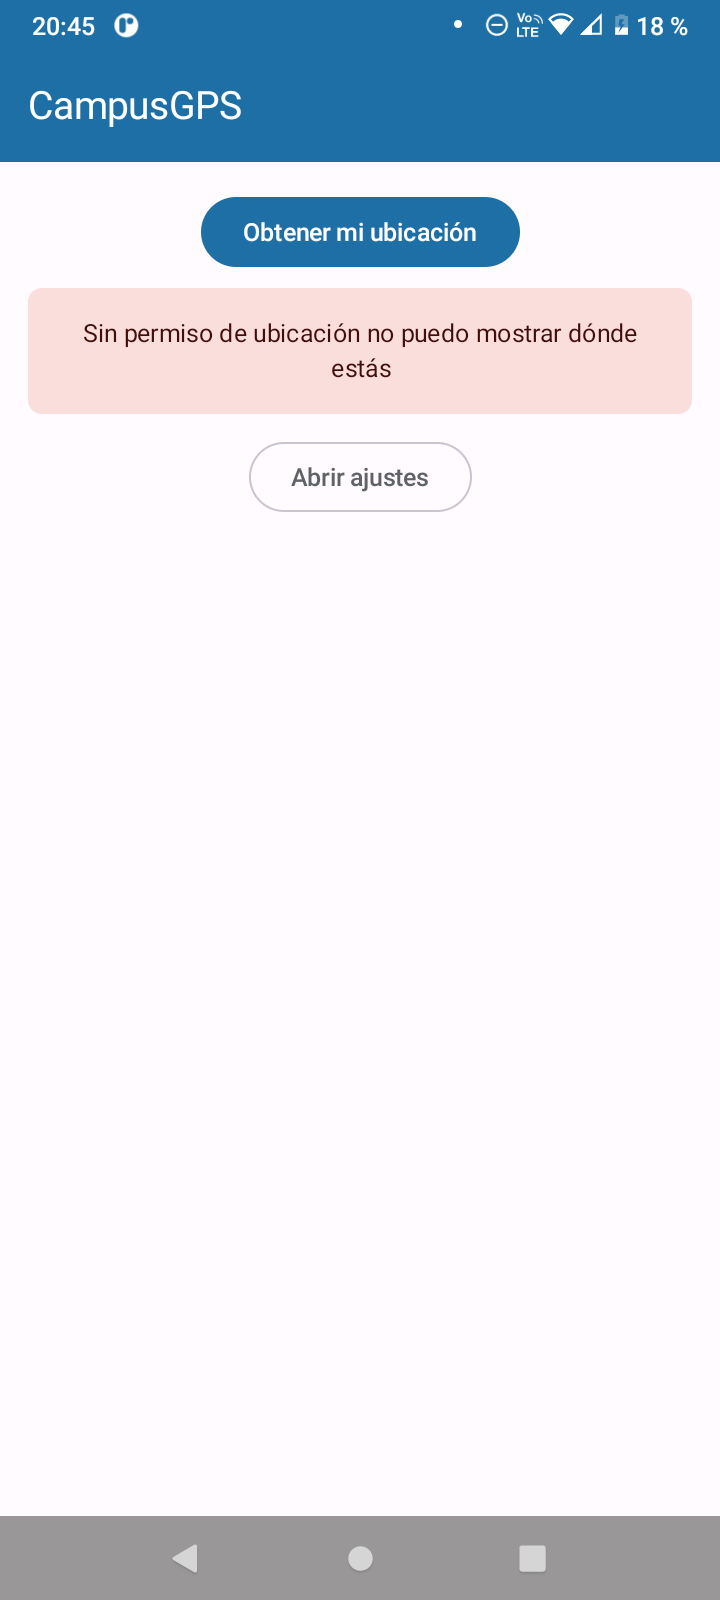 20:45
Vo LTE 18 %
CampusGPS
Obtener mi ubicación
Sin permiso de ubicación no puedo mostrar dónde
estás
Abrir ajustes